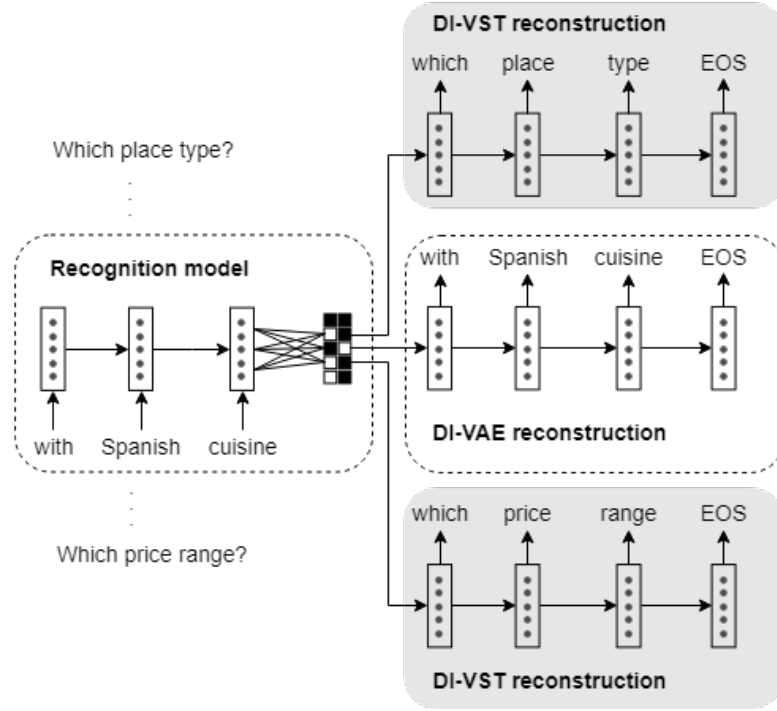 DI-VST reconstruction
which place type EOS
Which place type?
Recognition model
with Spanish cuisine EOS
with Spanish cuisine
DI-VAE reconstruction
which price range EOS
Which price range?
DI-VST reconstruction